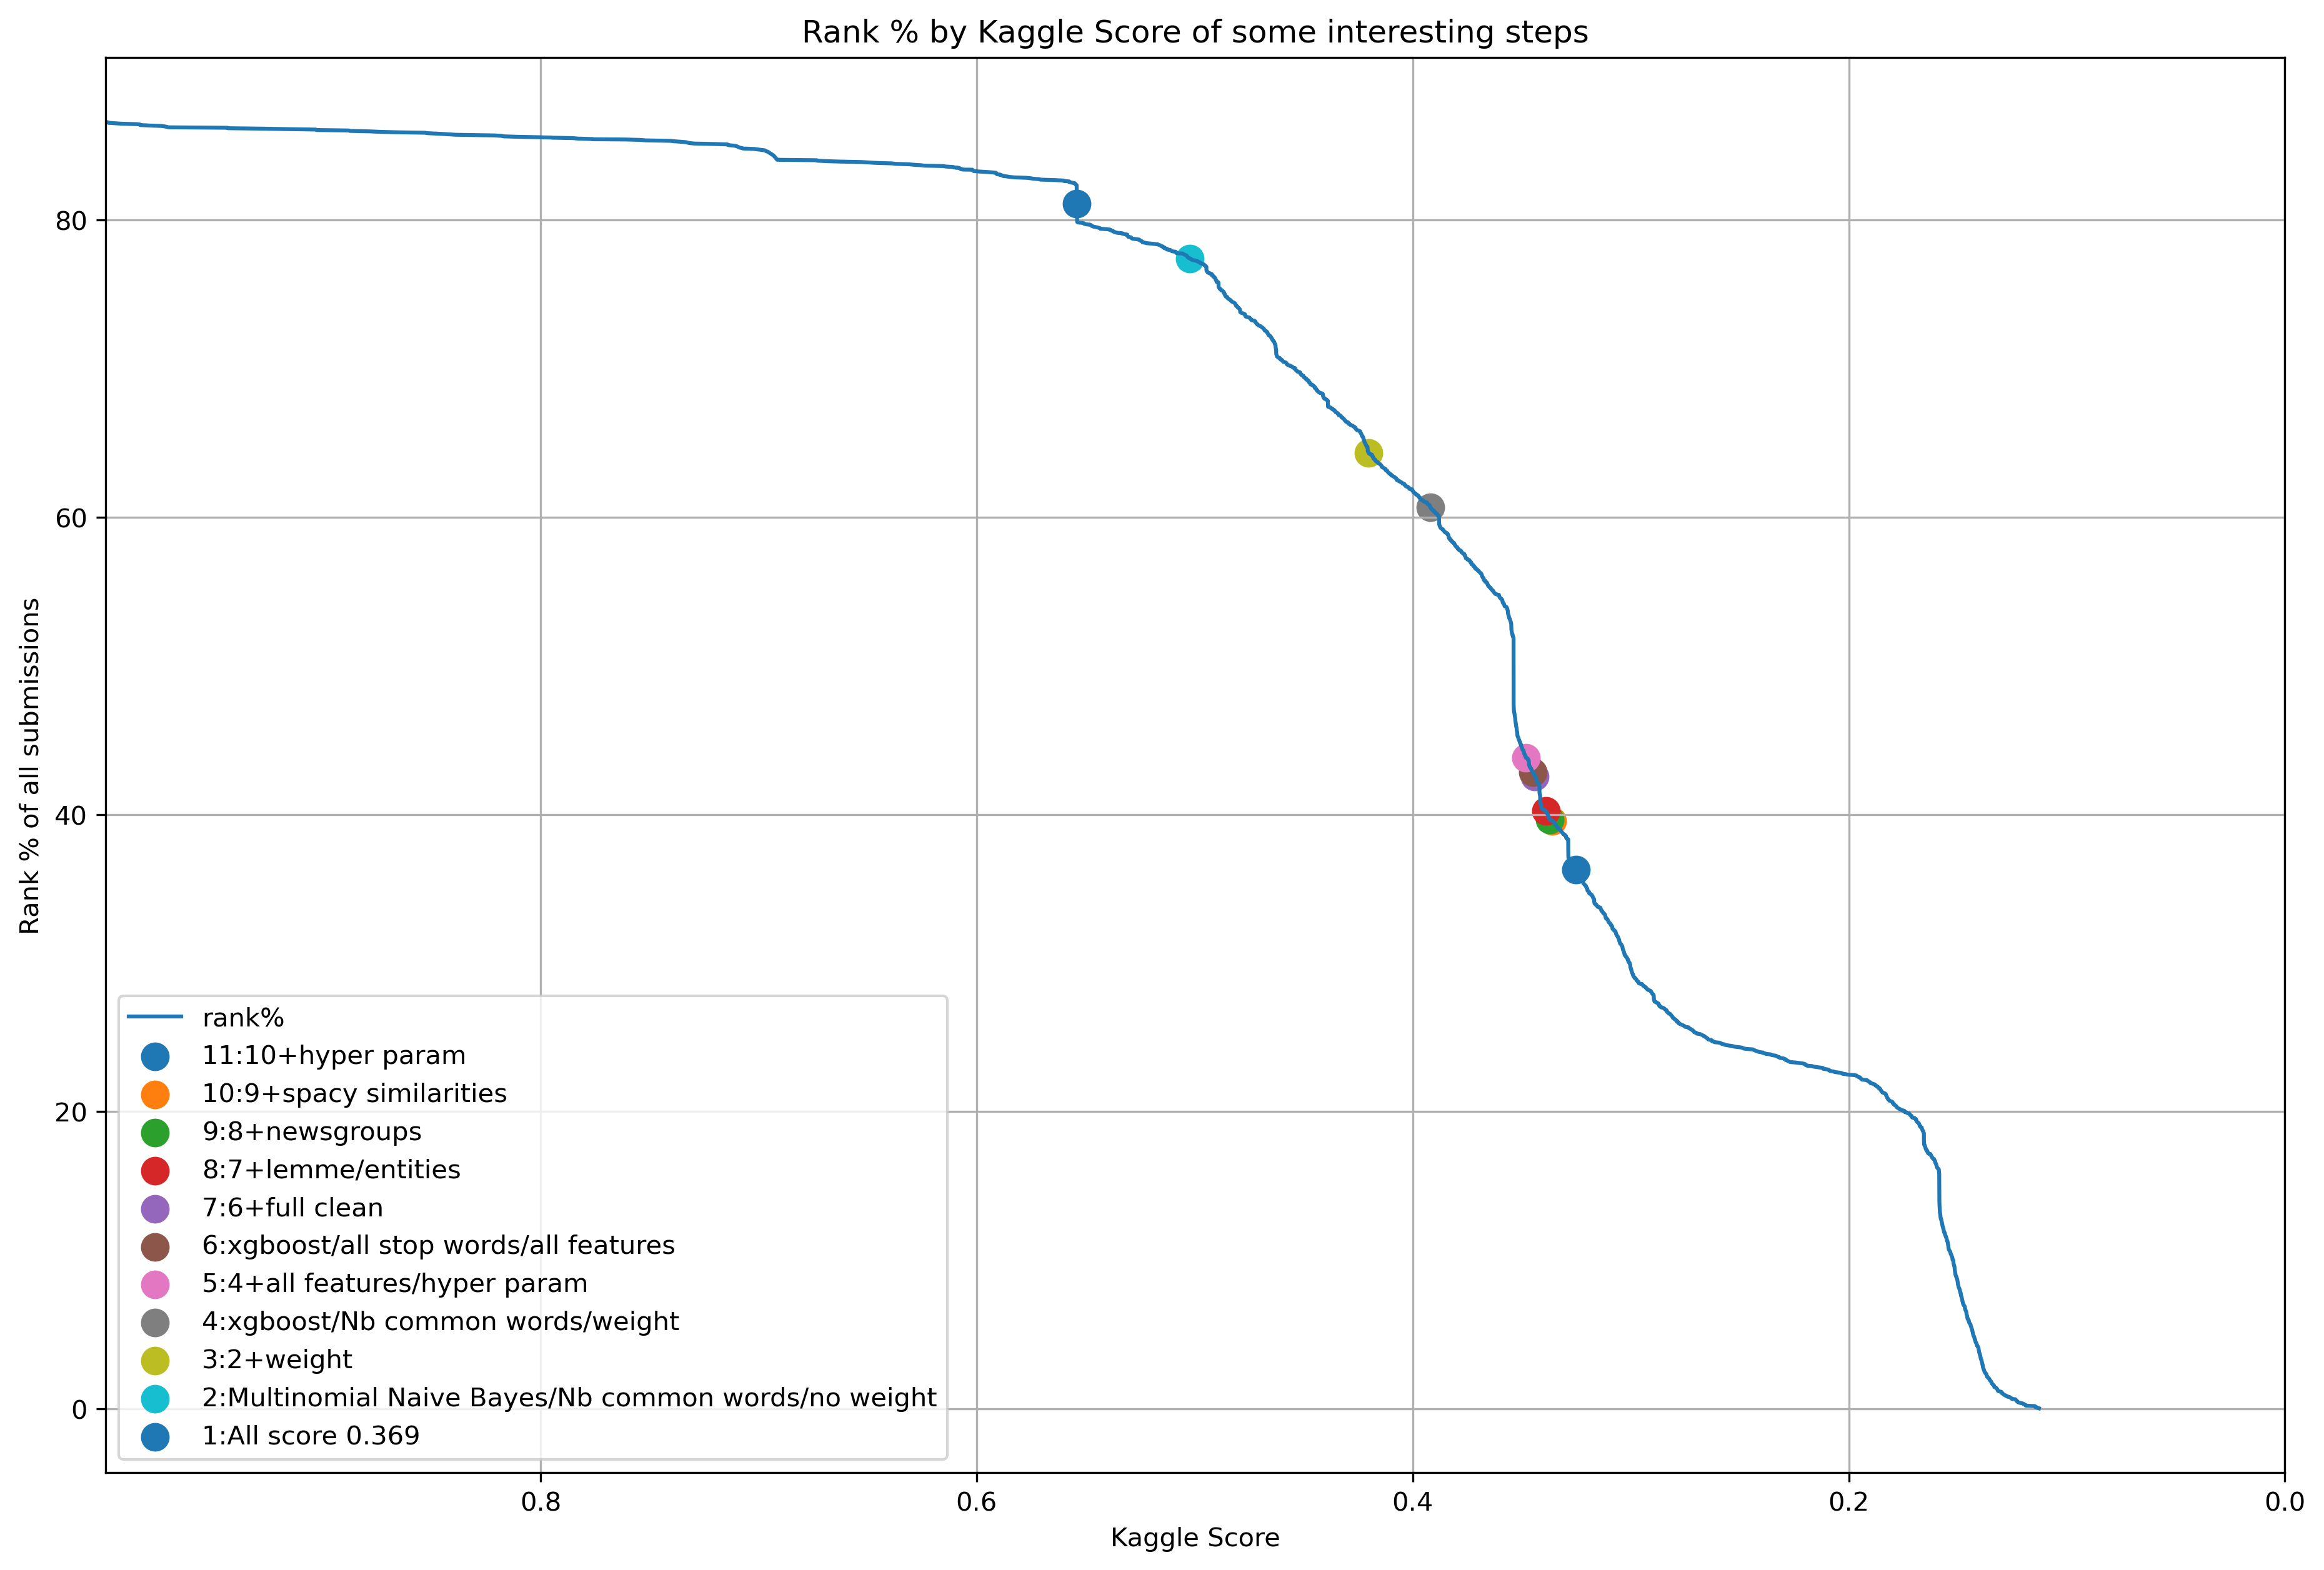 Rank % by Kaggle Score of some interesting steps
Rank % of all submissions
80
60
40
20
0
rank%
11:10+hyper param
10:9+spacy similarities
9:8+newsgroups
8:7+lemme/entities
7:6+full clean
6:xgboost/all stop words/all features
5:4+all features/hyper param
4:xgboost/Nb common words/weight
3:2+weight
2:Multinomial Naive Bayes/Nb common words/no weight
1:All score 0.369
0.8 0.6 0.4 0.2 0.0
Kaggle Score